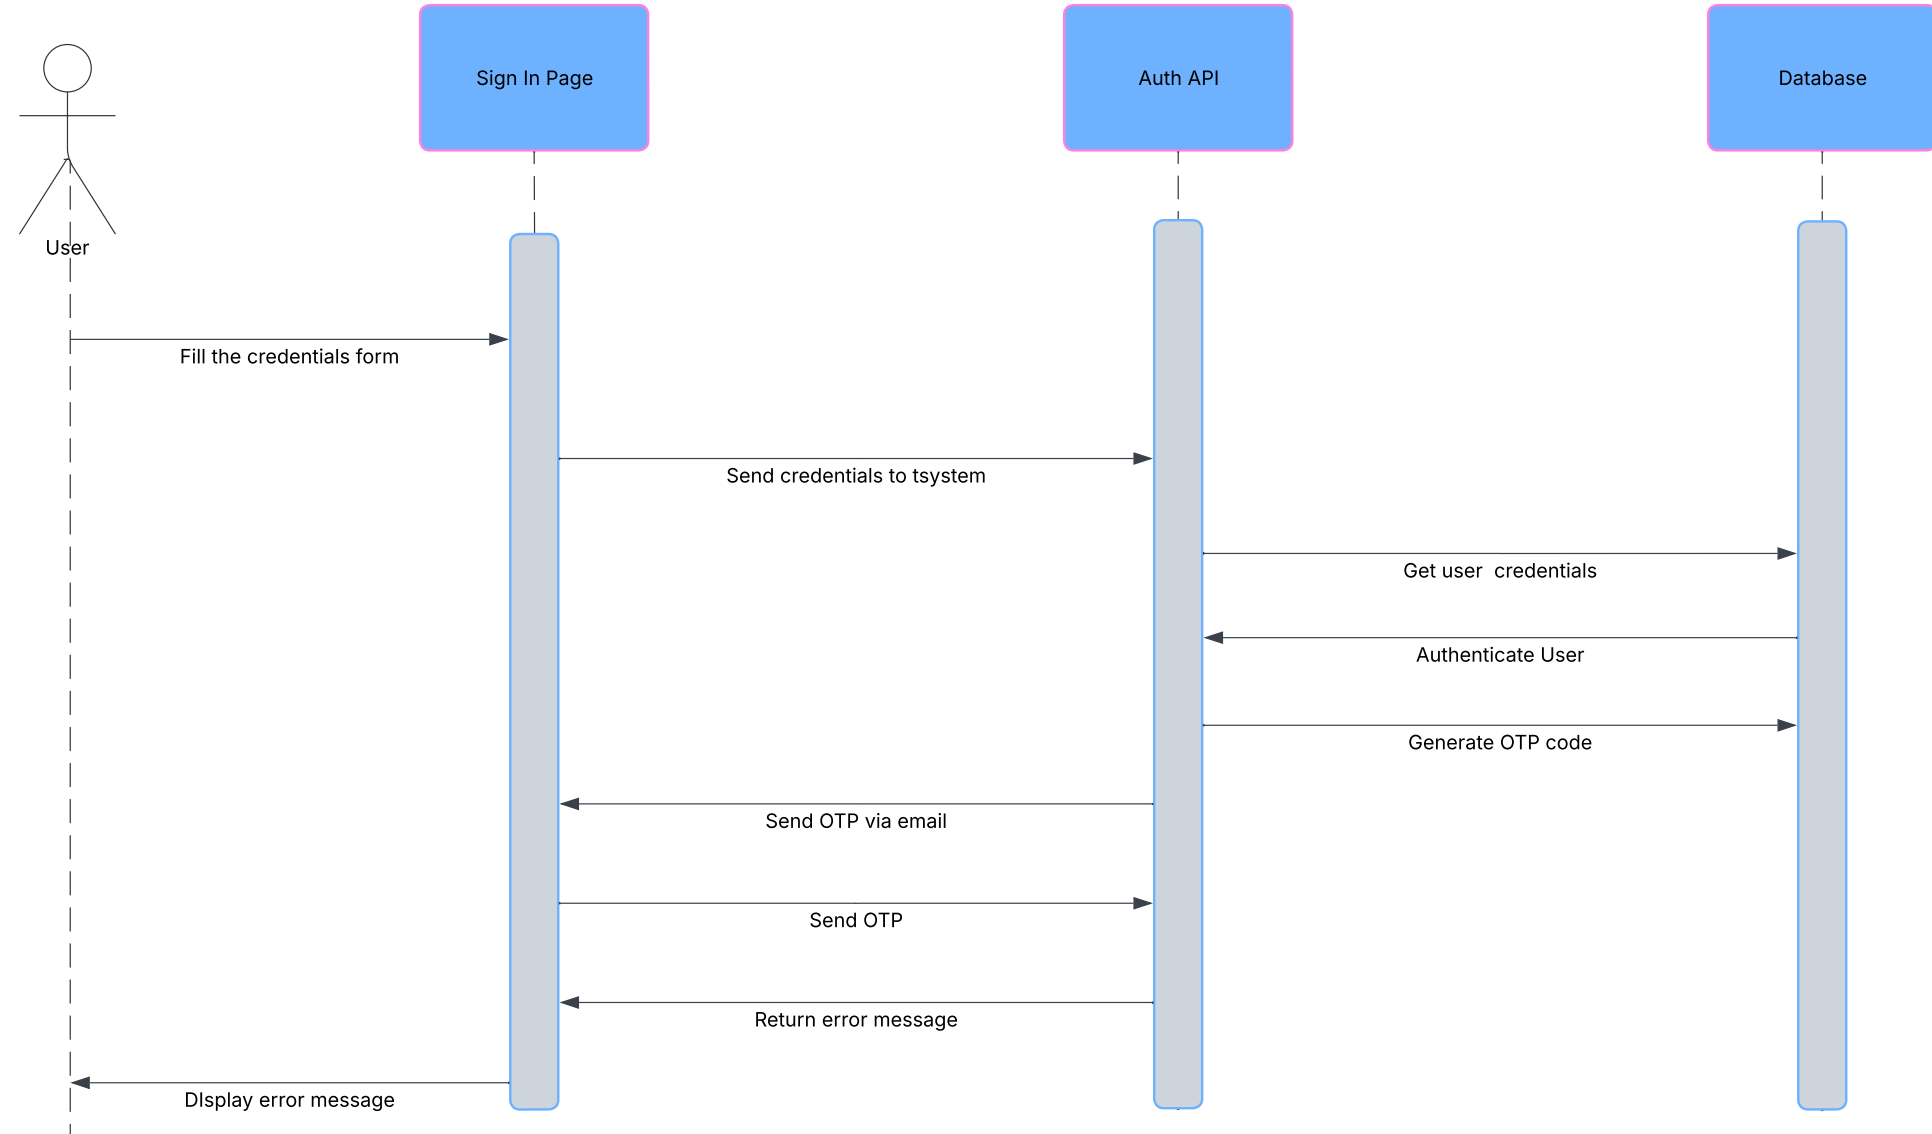 Sign In Page
Auth API
Database
User
Fill the credentials form
Send credentials to tsystem
Get user  credentials
Authenticate User
Generate OTP code
Send OTP via email
Send OTP
Return error message
DIsplay error message